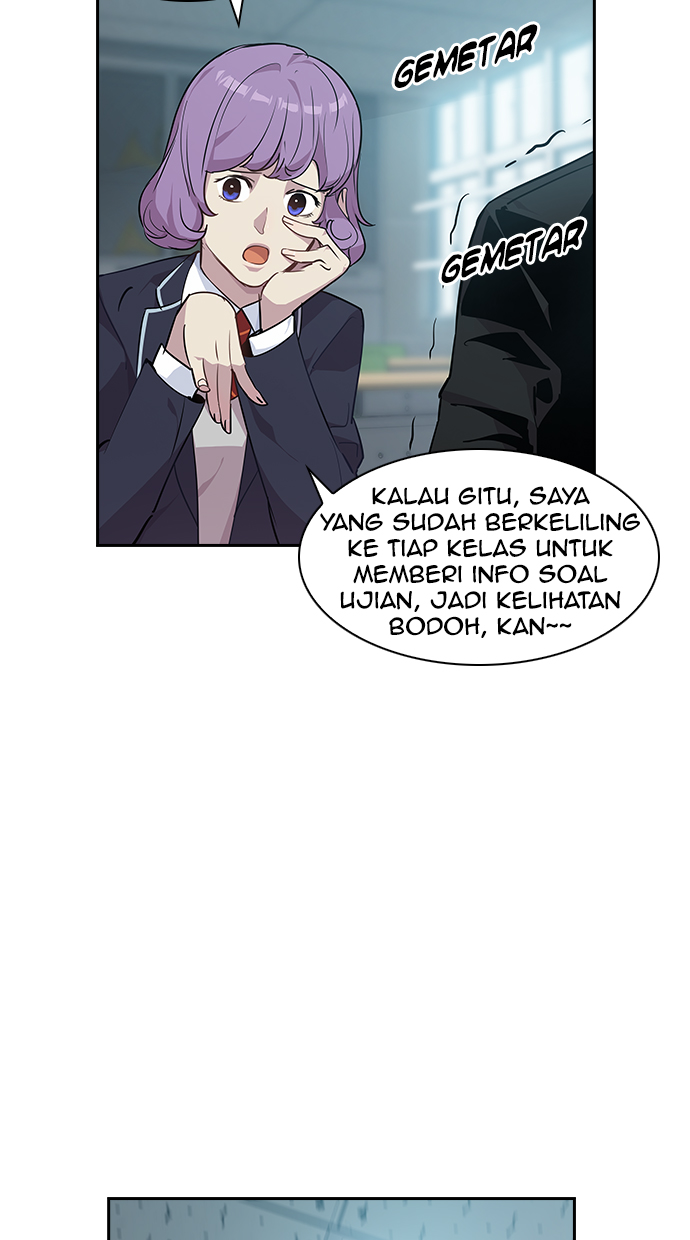 GEMETAR
GEMETAR
KALAU GITU, SAYA
YANG SUDAH BERKELILING
KE TIAP KELAS UNTUK
MEMBERI INFO SOAL
UJIAN, JADI KELIHATAN
BODOH, KAN~~